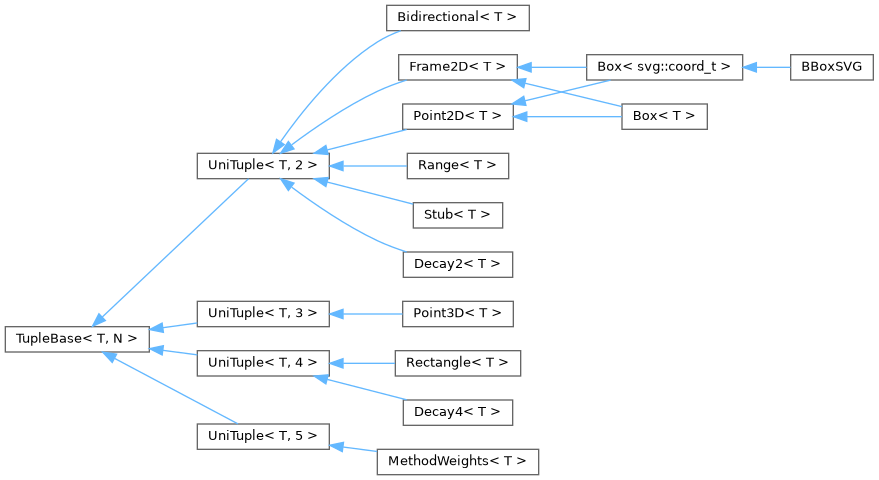 Bidirectional< T >
Frame2D< T >
Box< svg::coord_t >
BBoxSVG
Point2D< T >
Box< T >
UniTuple< T, 2 >
Range< T >
Stub< T >
Decay2< T >
UniTuple< T, 3 >
Point3D< T >
TupleBase< T, N >
UniTuple< T, 4 >
Rectangle< T >
Decay4< T >
UniTuple< T, 5 >
MethodWeights< T >